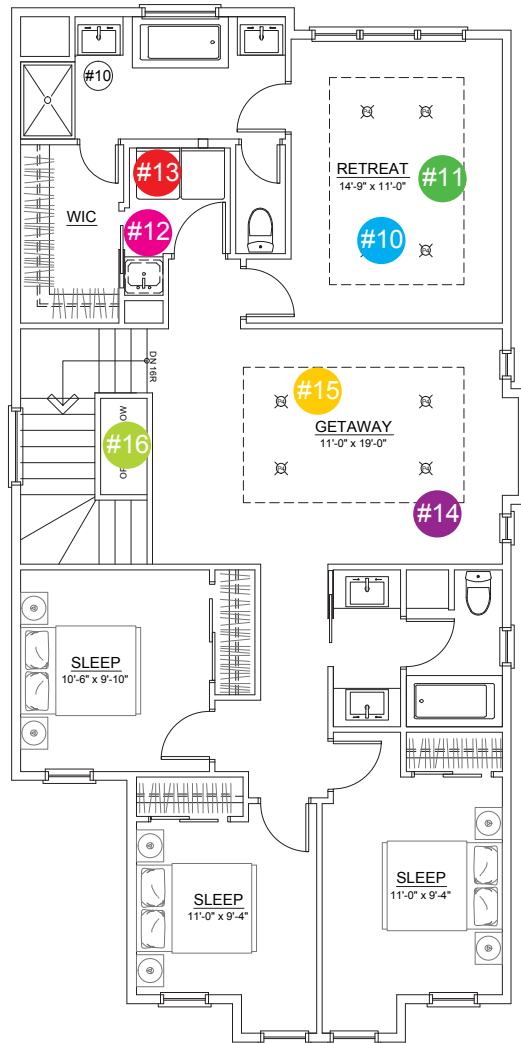 #10
#13
RETREAT
14'-9" x 11'-0"
#11
WIC
#12
#10
DN 16R
#15
GETAWAY
11'-0" x 19'-0"
#16
#14
SLEEP
10'-6" x 9'-10"
SLEEP
11'-0" x 9'-4"
SLEEP
11'-0" x 9'-4"